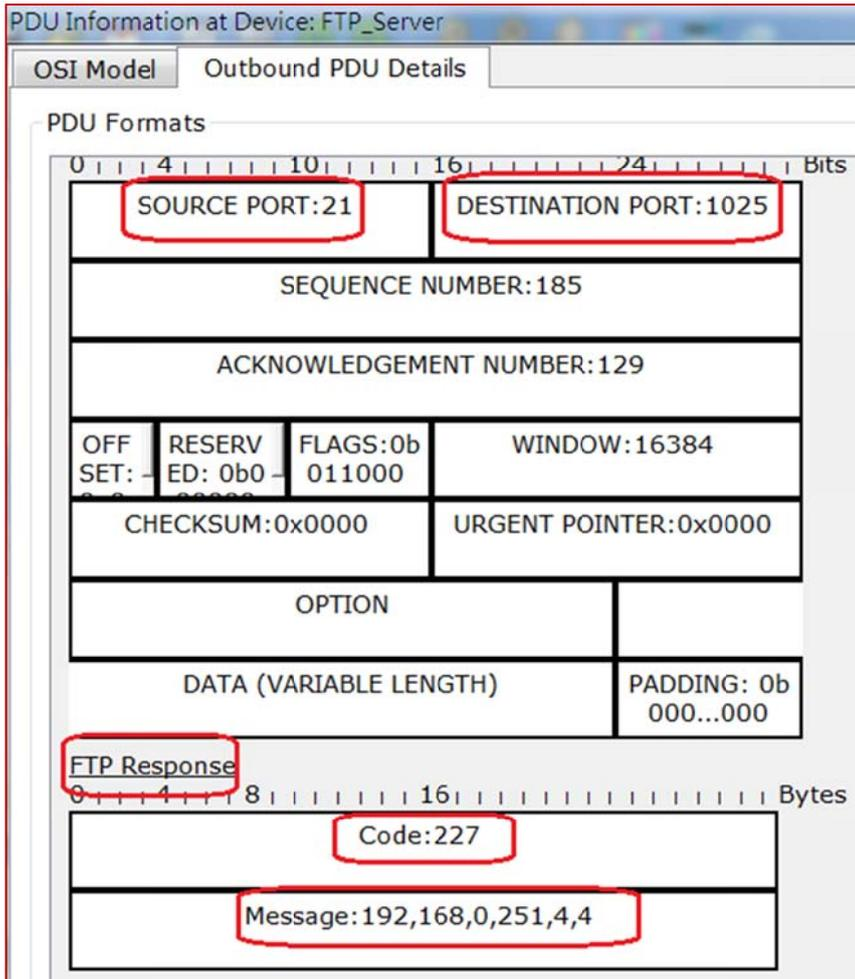 PDU Information at Device: FTP_Server
OSI Model Outbound PDU Details
PDU Formats
0 4 10 16 24 Bits
SOURCE PORT:21 DESTINATION PORT:1025
SEQUENCE NUMBER:185
ACKNOWLEDGEMENT NUMBER:129
OFF RESERV FLAGS:0b WINDOW:16384
SET: ED: 0b0 011000
CHECKSUM:0x0000 URGENT POINTER:0x0000
OPTION
DATA (VARIABLE LENGTH) PADDING: 0b
000...000
FTP Response
0 4 8 16 Bytes
Code:227
Message:192,168,0,251,4,4